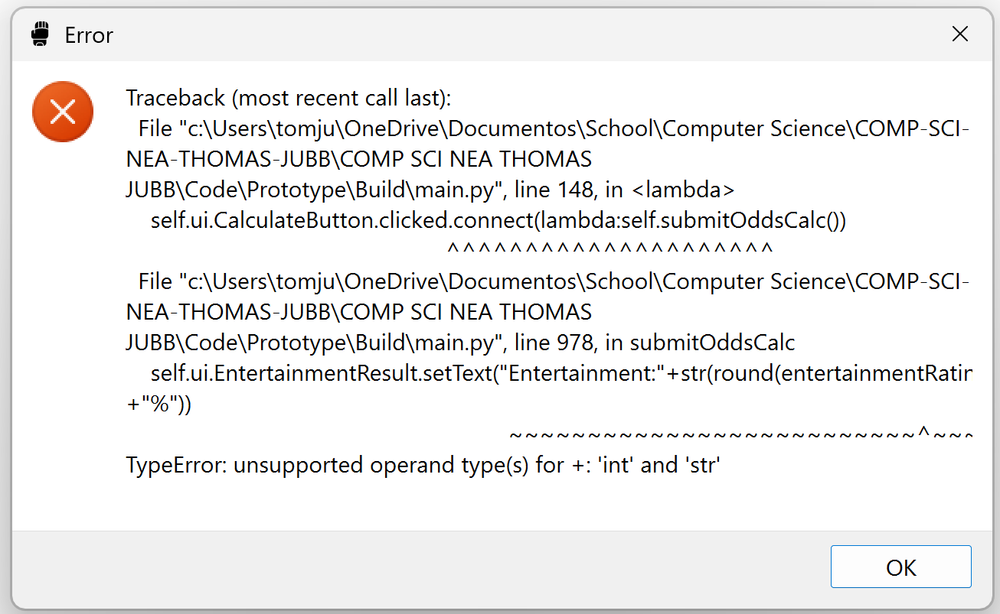 Error
Traceback (most recent call last):
File "c:\Users\tomju\OneDrive\Documentos\School\Computer Science\COMP-SCI-
NEA-THOMAS-JUBB\COMP SCI NEA THOMAS
JUBB\Code\Prototype\Build\main.py", line 148, in <lambda>
self.ui.CalculateButton.clicked.connect(lambda:self.submitOddsCalc())
^^^^^^^^^^^^^^^^^^^^^
File "c:\Users\tomju\OneDrive\Documentos\School\Computer Science\COMP-SCI-
NEA-THOMAS-JUBB\COMP SCI NEA THOMAS
JUBB\Code\Prototype\Build\main.py", line 978, in submitOddsCalc
self.ui.EntertainmentResult.setText("Entertainment:"+str(round(entertainmentRatin
+"%"))
~~~~~~~~~~~~~~~~~~~~~~~~~~^~~~
TypeError: unsupported operand type(s) for +: 'int' and 'str'
OK